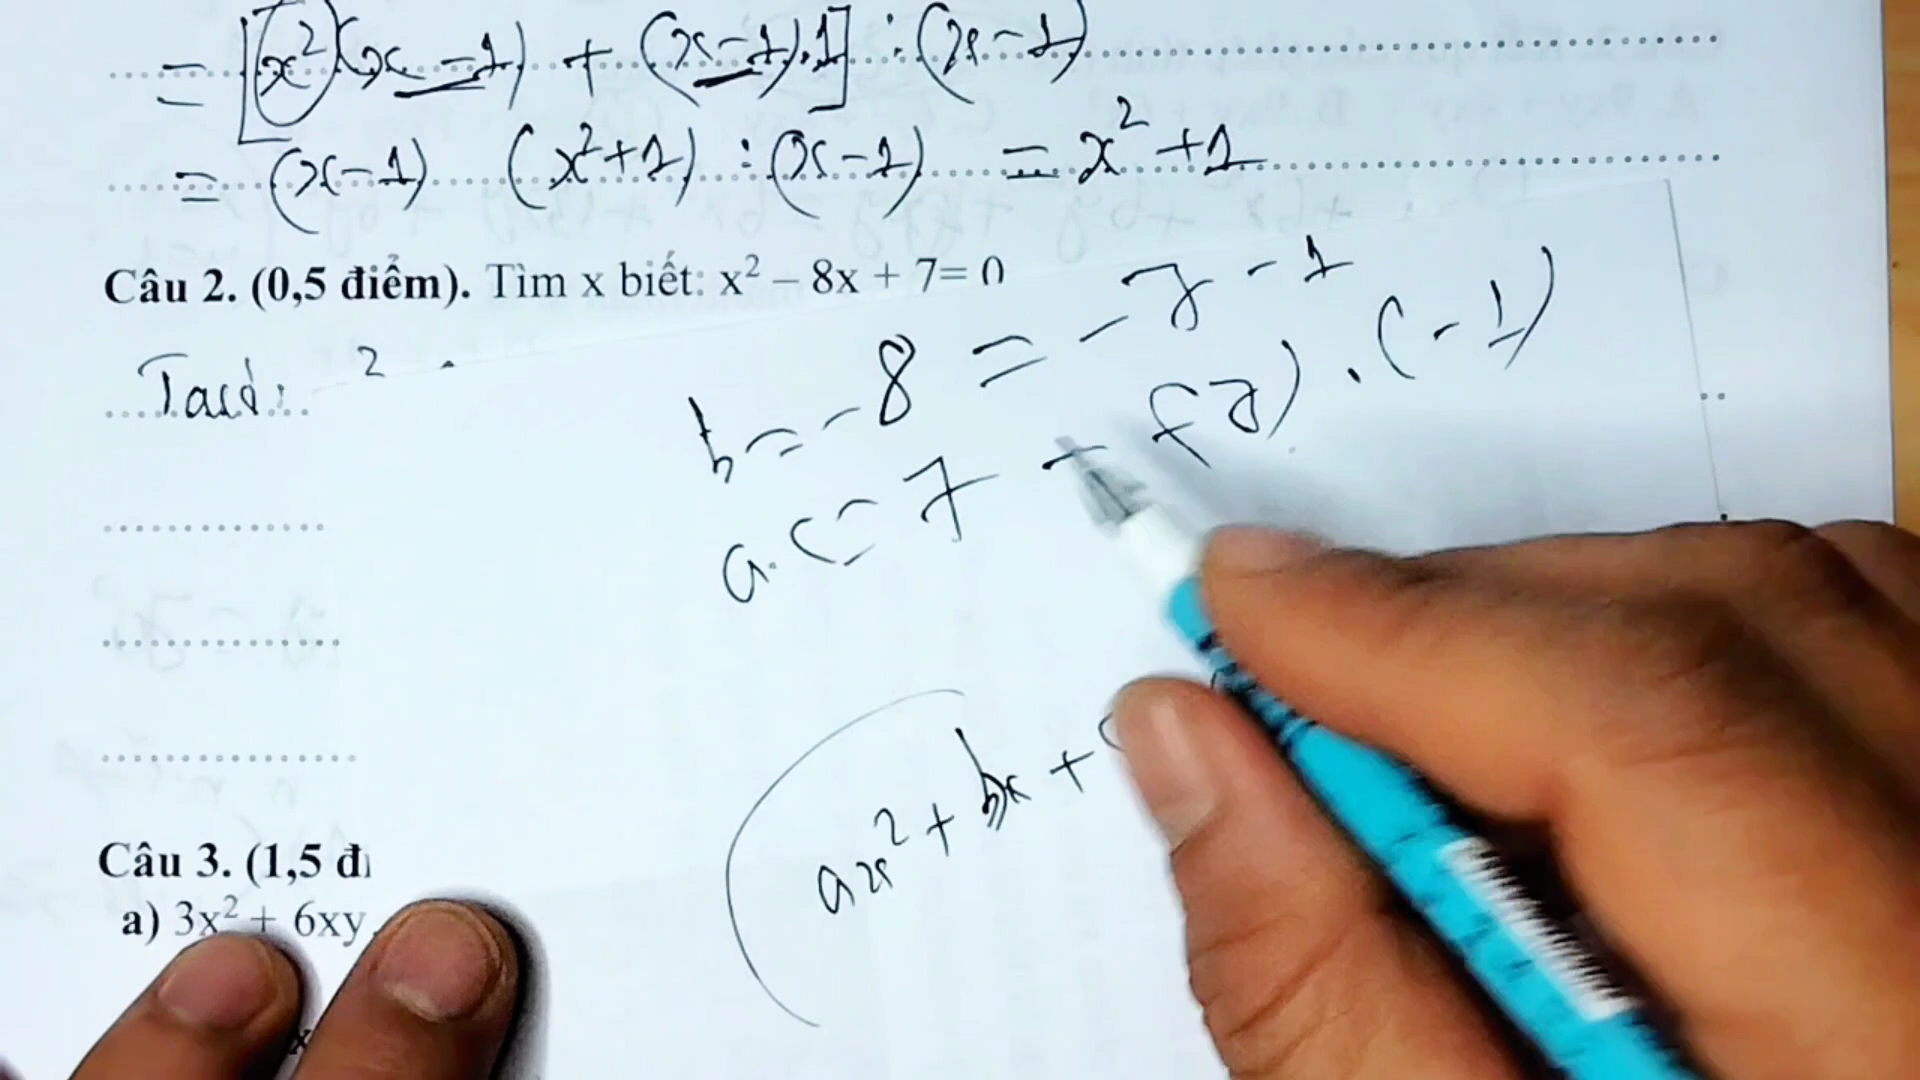 = [x²(x-1) + (x-1).1] : (x-1)
= (x-1) (x²+1) : (x-1) = x²+1
Câu 2. (0,5 điểm). Tìm x biết: x² – 8x + 7= 0
Ta có: 2
b = -8 = -7 - 1
a.c = 7 = (-7).(-1)
ax² + bx +
Câu 3. (1,5 đ
a) 3x² + 6xy
x